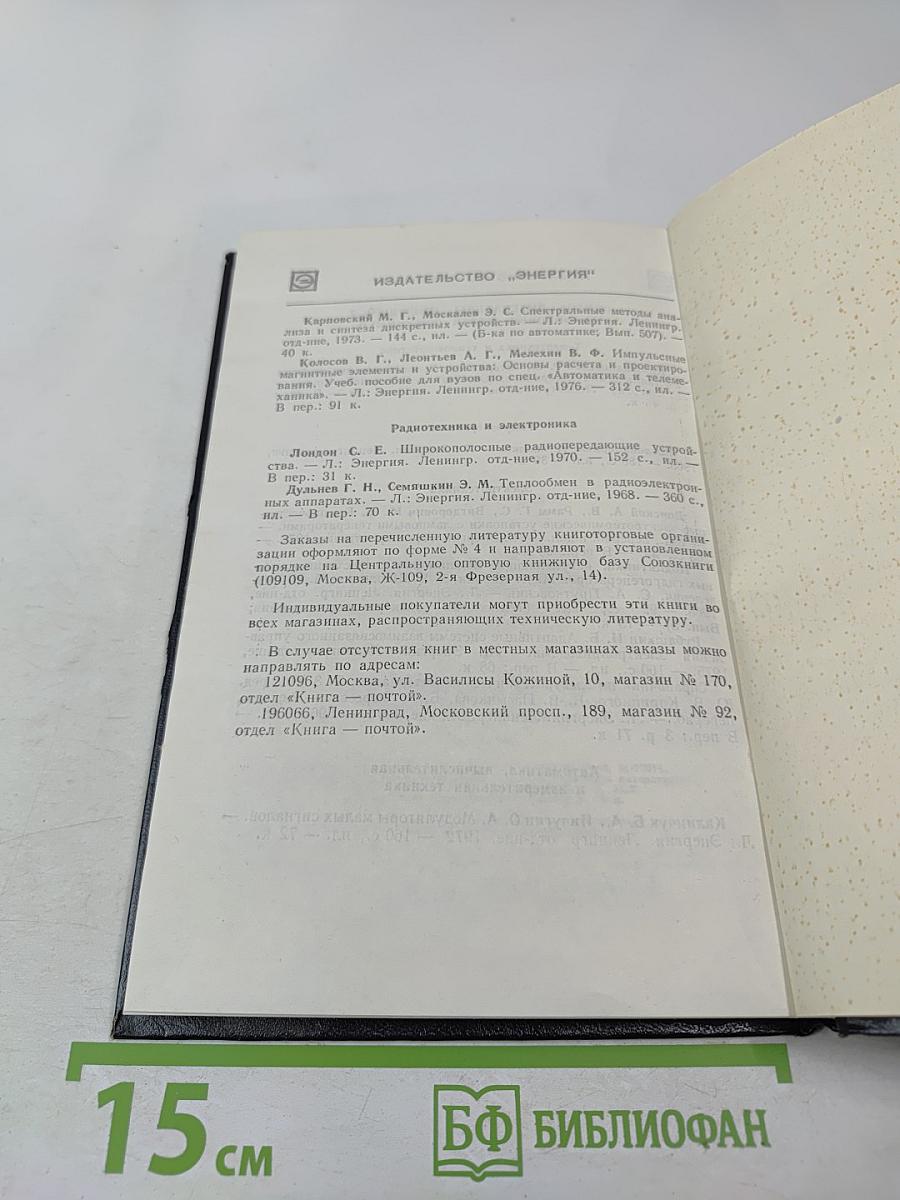 ИЗДАТЕЛЬСТВО „ЭНЕРГИЯ"
Карповский М. Г., Москалев Э. С. Спектральные методы ана-
лиза и синтеза дискретных устройств. — Л.: Энергия. Ленингр.
отд-ние, 1973. — 144 с., ил. — (Б-ка по автоматике; Вып. 507). —
40 к.
Колосов В. Г., Леонтьев А. Г., Мелехин В. Ф. Импульсные
магнитные элементы и устройства: Основы расчета и проектиро-
вания. Учеб. пособие для вузов по спец. «Автоматика и телеме-
ханика». — Л.: Энергия. Ленингр. отд-ние, 1976. — 312 с., ил. —
В пер.: 91 к.
Радиотехника и электроника
Лондон С. Е. Широкополосные радиопередающие устрой-
ства. — Л.: Энергия. Ленингр. отд-ние, 1970. — 152 с., ил. —
В пер.: 31 к.
Дульнев Г. Н., Семяшкин Э. М. Теплообмен в радиоэлектрон-
ных аппаратах. — Л.: Энергия. Ленингр. отд-ние, 1968. — 360 с.,
ил. — В пер.: 70 к.
Заказы на перечисленную литературу книготорговые органи-
зации оформляют по форме № 4 и направляют в установленном
порядке на Центральную оптовую книжную базу Союзкниги
(109109, Москва, Ж-109, 2-я Фрезерная ул., 14).
Индивидуальные покупатели могут приобрести эти книги во
всех магазинах, распространяющих техническую литературу.
В случае отсутствия книг в местных магазинах заказы можно
направлять по адресам:
121096, Москва, ул. Василисы Кожиной, 10, магазин № 170,
отдел «Книга — почтой».
196066, Ленинград, Московский просп., 189, магазин № 92,
отдел «Книга — почтой».
15 см
БФ БИБЛИОФАН